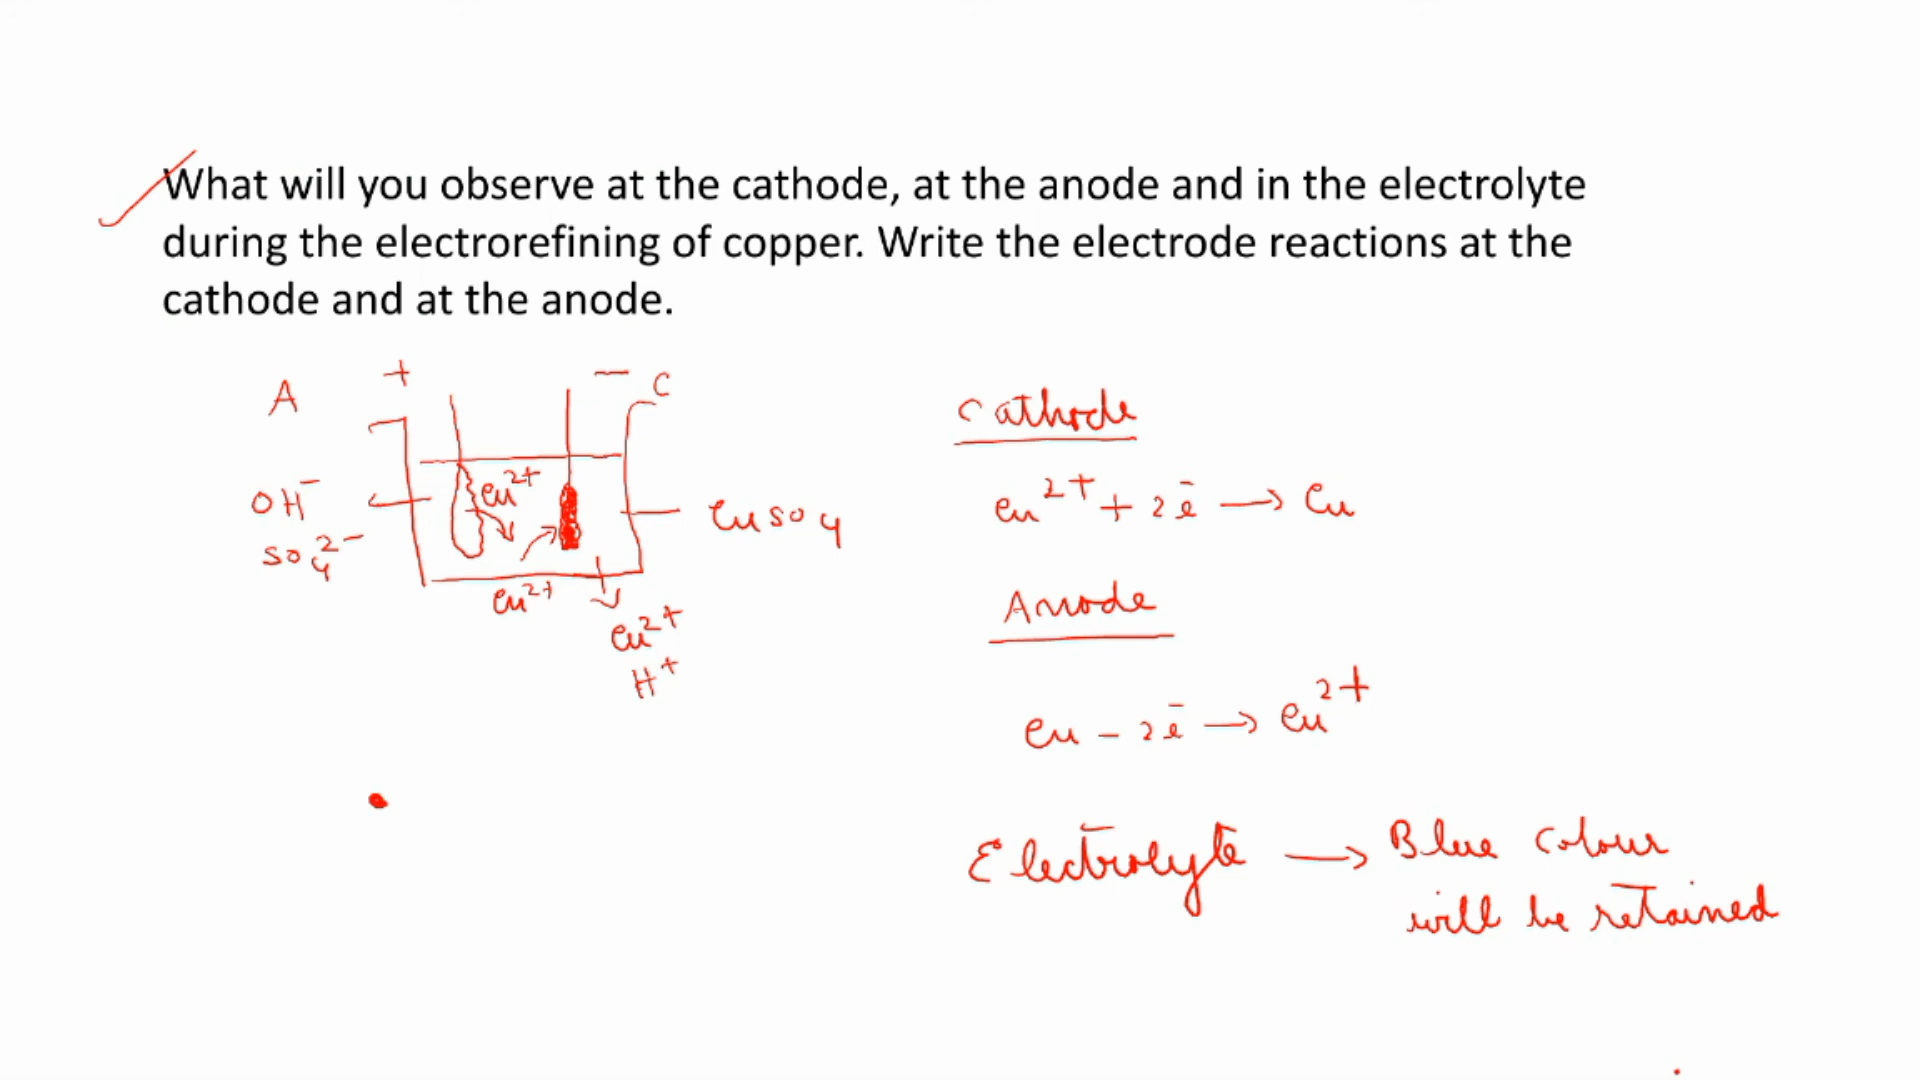 What will you observe at the cathode, at the anode and in the electrolyte
during the electrorefining of copper. Write the electrode reactions at the
cathode and at the anode.
A + − C
OH⁻
SO₄²⁻
Cu²⁺
Cu²⁺
CuSO₄
Cu²⁺
H⁺
Cathode
Cu²⁺ + 2e⁻ → Cu
Anode
Cu − 2e⁻ → Cu²⁺
Electrolyte → Blue colour
will be retained